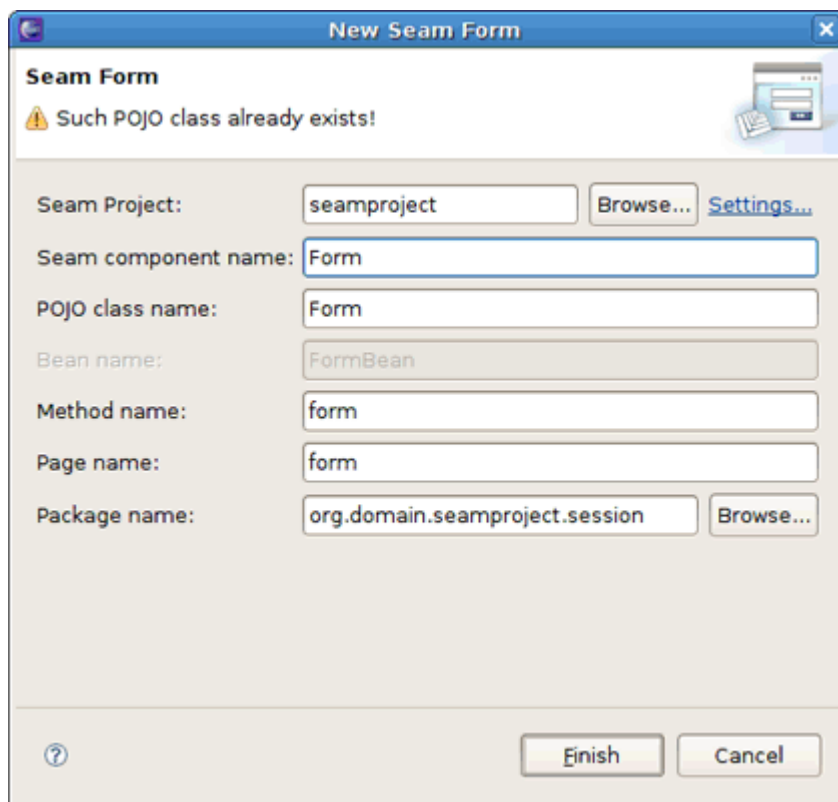 New Seam Form
Seam Form
Such POJO class already exists!
Seam Project: seamproject Browse... Settings...
Seam component name: Form
POJO class name: Form
Bean name: FormBean
Method name: form
Page name: form
Package name: org.domain.seamproject.session Browse...
? Finish Cancel